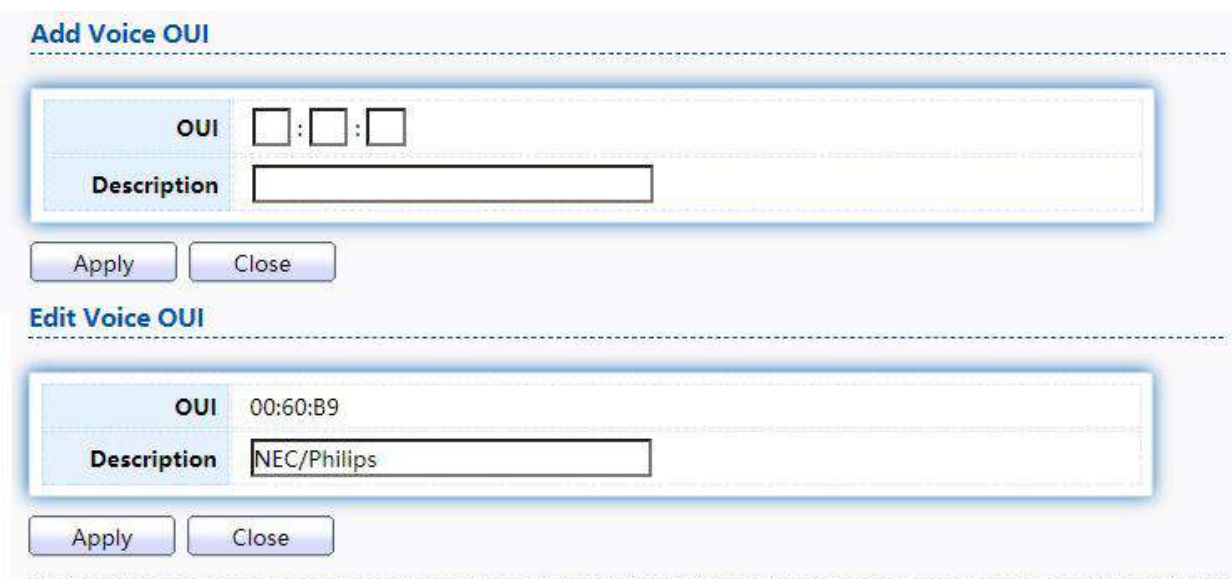 Add Voice OUI
OUI : :
Description
Apply Close
Edit Voice OUI
OUI 00:60:B9
Description NEC/Philips
Apply Close